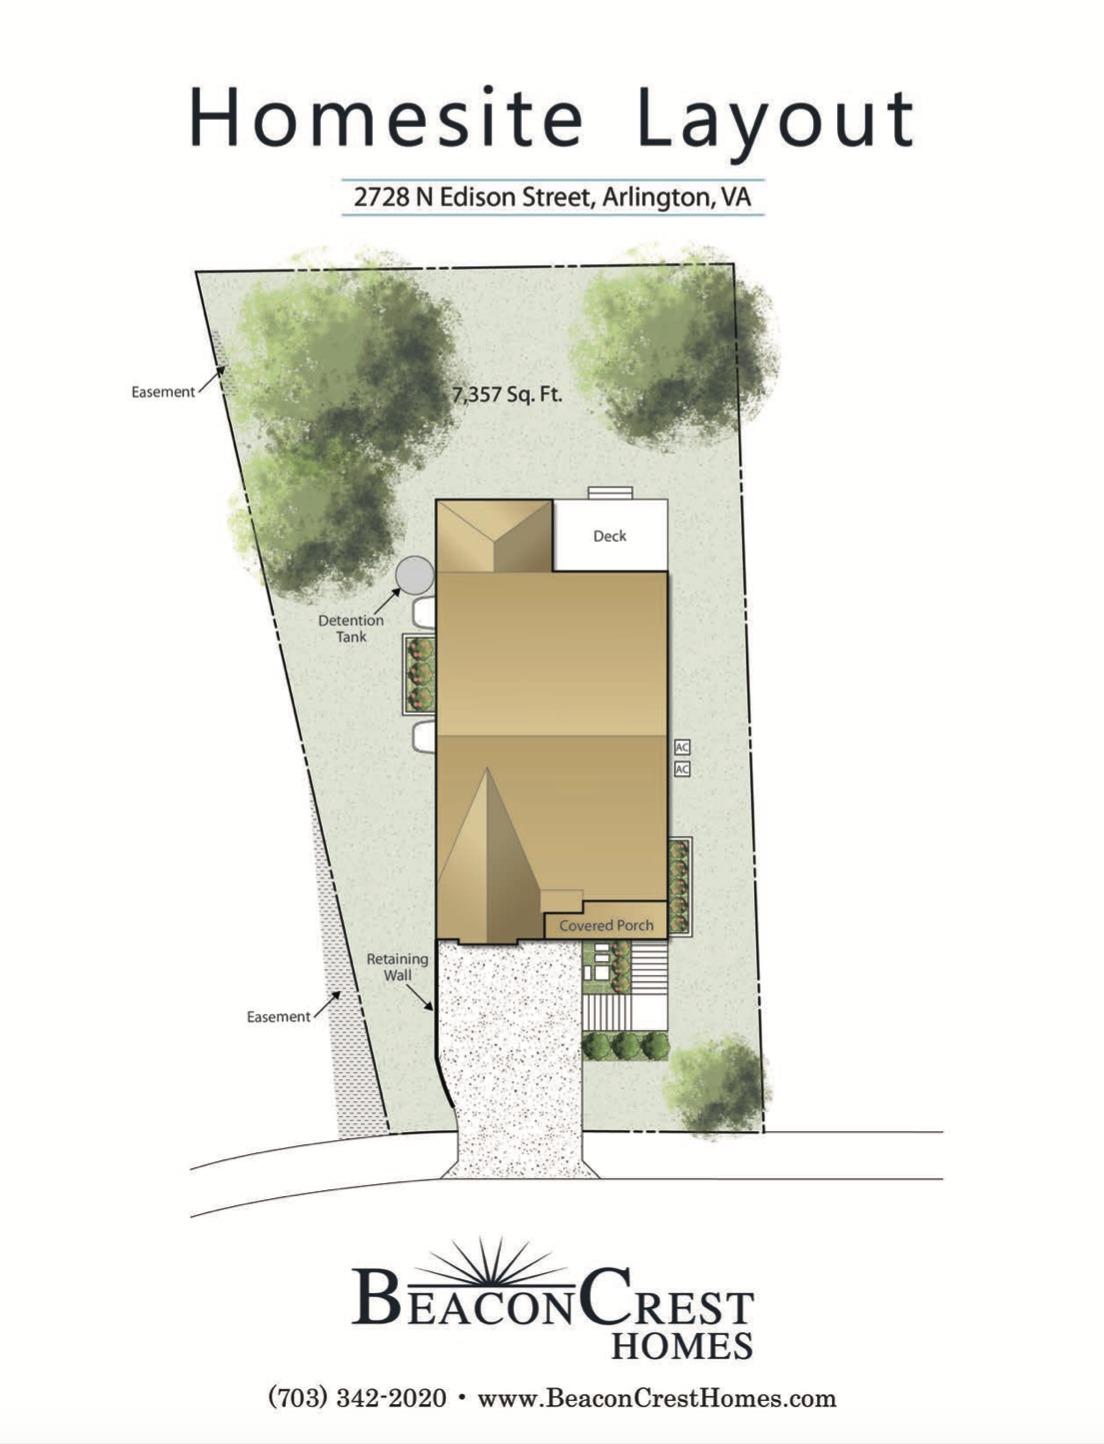 Homesite Layout
2728 N Edison Street, Arlington, VA
Easement
7,357 Sq. Ft.
Deck
Detention
Tank
AC
AC
Covered Porch
Retaining
Wall
Easement
BEACONCREST
HOMES
(703) 342-2020 • www.BeaconCrestHomes.com